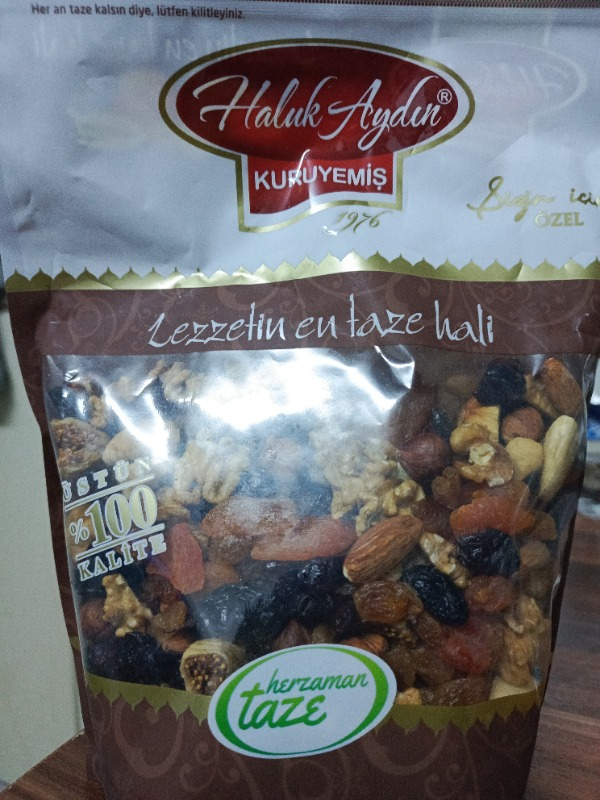 Her an taze kalsın diye, lütfen kilitleyiniz.
Haluk Aydın®
KURUYEMİŞ
1976
ÖZEL
Lezzetin en taze hali
ÜSTÜN
%100
KALİTE
herzaman
taze